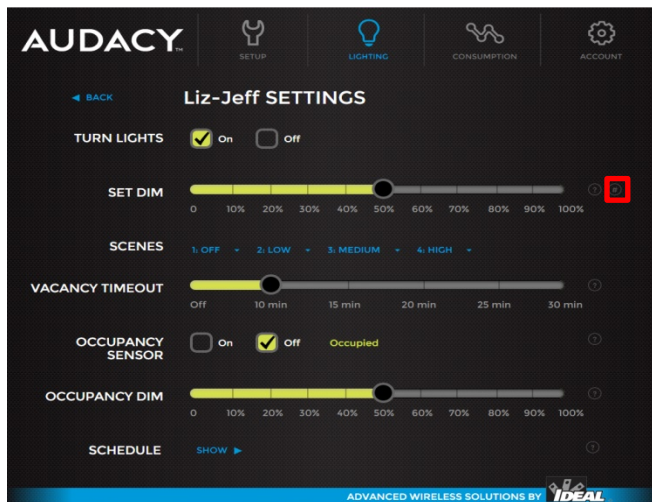 AUDACY™
SETUP
LIGHTING
CONSUMPTION
ACCOUNT
◄ BACK
Liz-Jeff SETTINGS
TURN LIGHTS On Off
SET DIM ? #
0 10% 20% 30% 40% 50% 60% 70% 80% 90% 100%
SCENES 1: OFF 2: LOW 3: MEDIUM 4: HIGH
VACANCY TIMEOUT ?
Off 10 min 15 min 20 min 25 min 30 min
OCCUPANCY SENSOR On Off Occupied ?
OCCUPANCY DIM ?
0 10% 20% 30% 40% 50% 60% 70% 80% 90% 100%
SCHEDULE SHOW ► ?
ADVANCED WIRELESS SOLUTIONS BY IDEAL